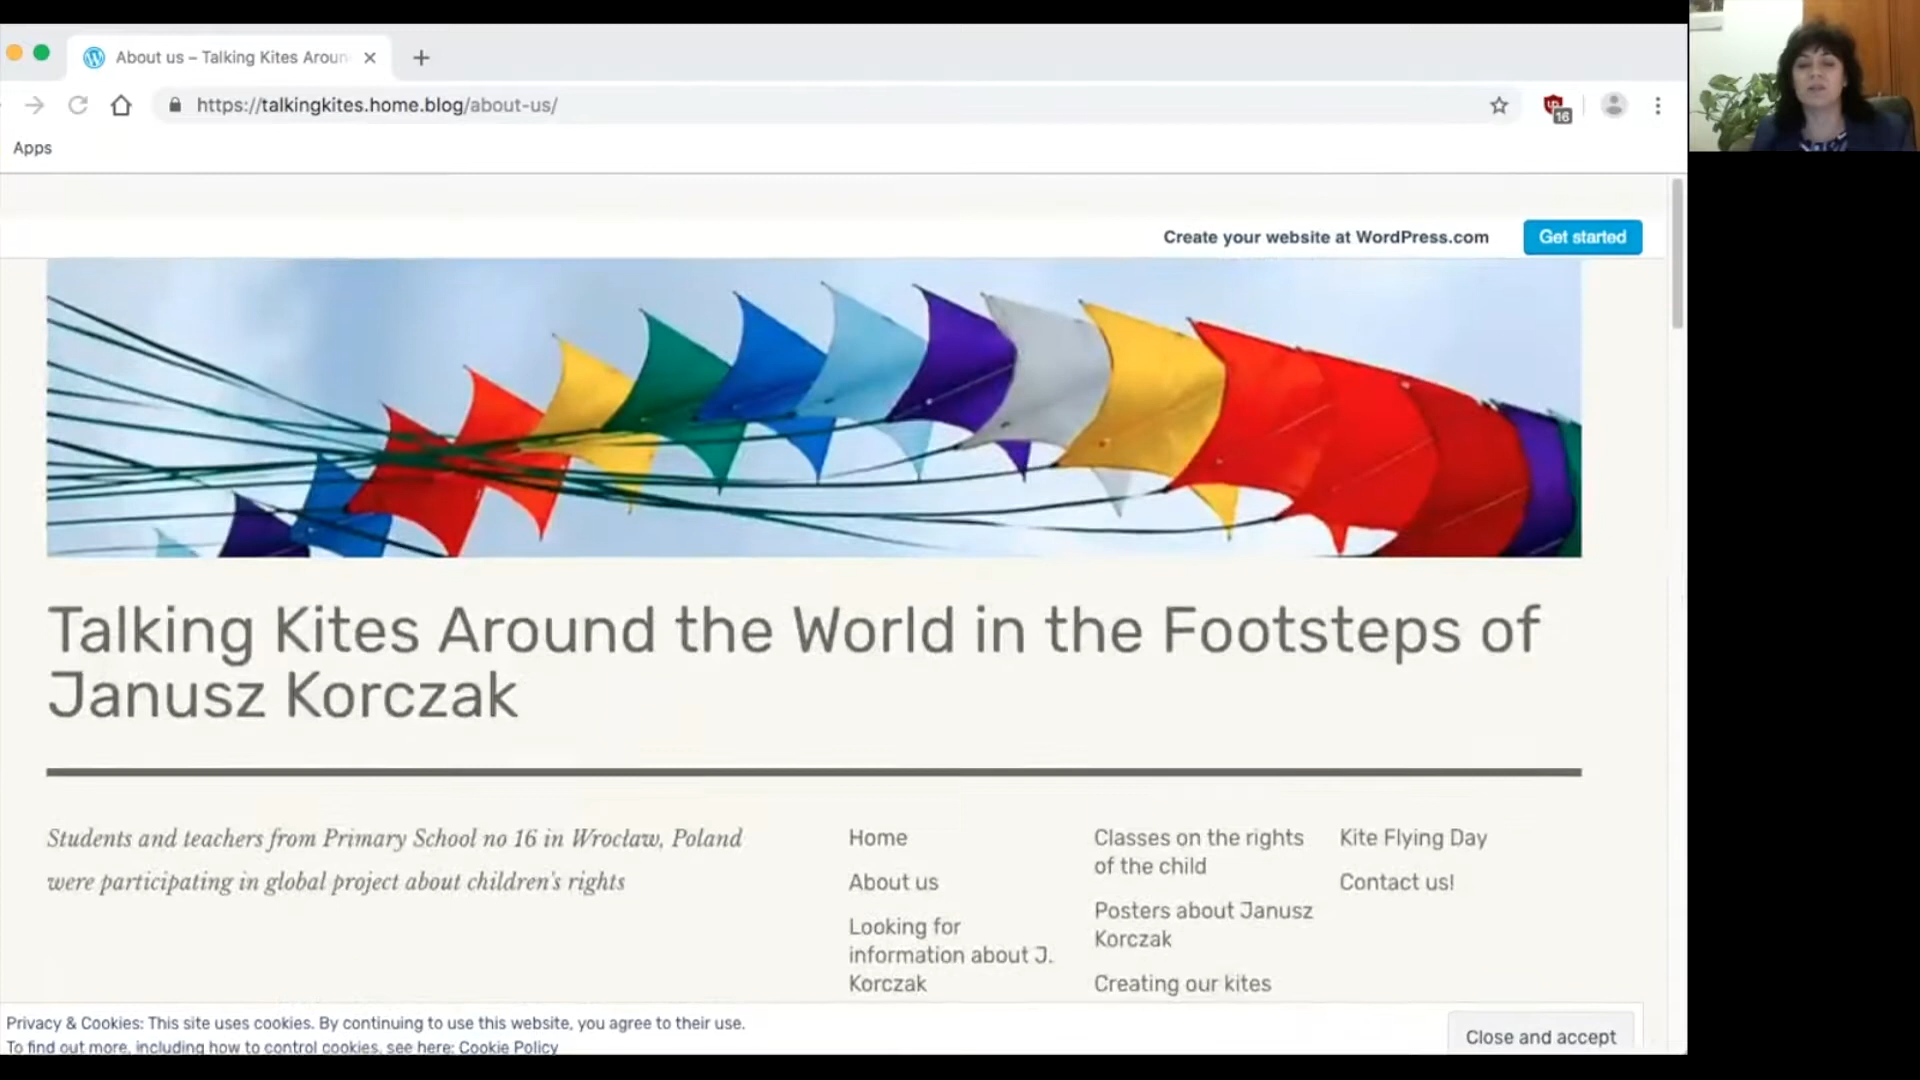 About us – Talking Kites Aroun
https://talkingkites.home.blog/about-us/
16
Apps
Create your website at WordPress.com
Get started
Talking Kites Around the World in the Footsteps of
Janusz Korczak
Students and teachers from Primary School no 16 in Wrocław, Poland
were participating in global project about children's rights
Home
About us
Looking for
information about J.
Korczak
Classes on the rights
of the child
Posters about Janusz
Korczak
Creating our kites
Kite Flying Day
Contact us!
Privacy & Cookies: This site uses cookies. By continuing to use this website, you agree to their use.
To find out more, including how to control cookies, see here: Cookie Policy
Close and accept